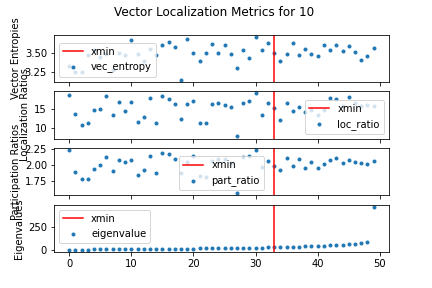 Vector Localization Metrics for 10
Vector Entropies
3.50
3.25
xmin
vec_entropy
Localization Ratios
15
10
xmin
loc_ratio
Participation Ratios
2.25
2.00
1.75
xmin
part_ratio
Eigenvalues
250
0
xmin
eigenvalue
0 10 20 30 40 50